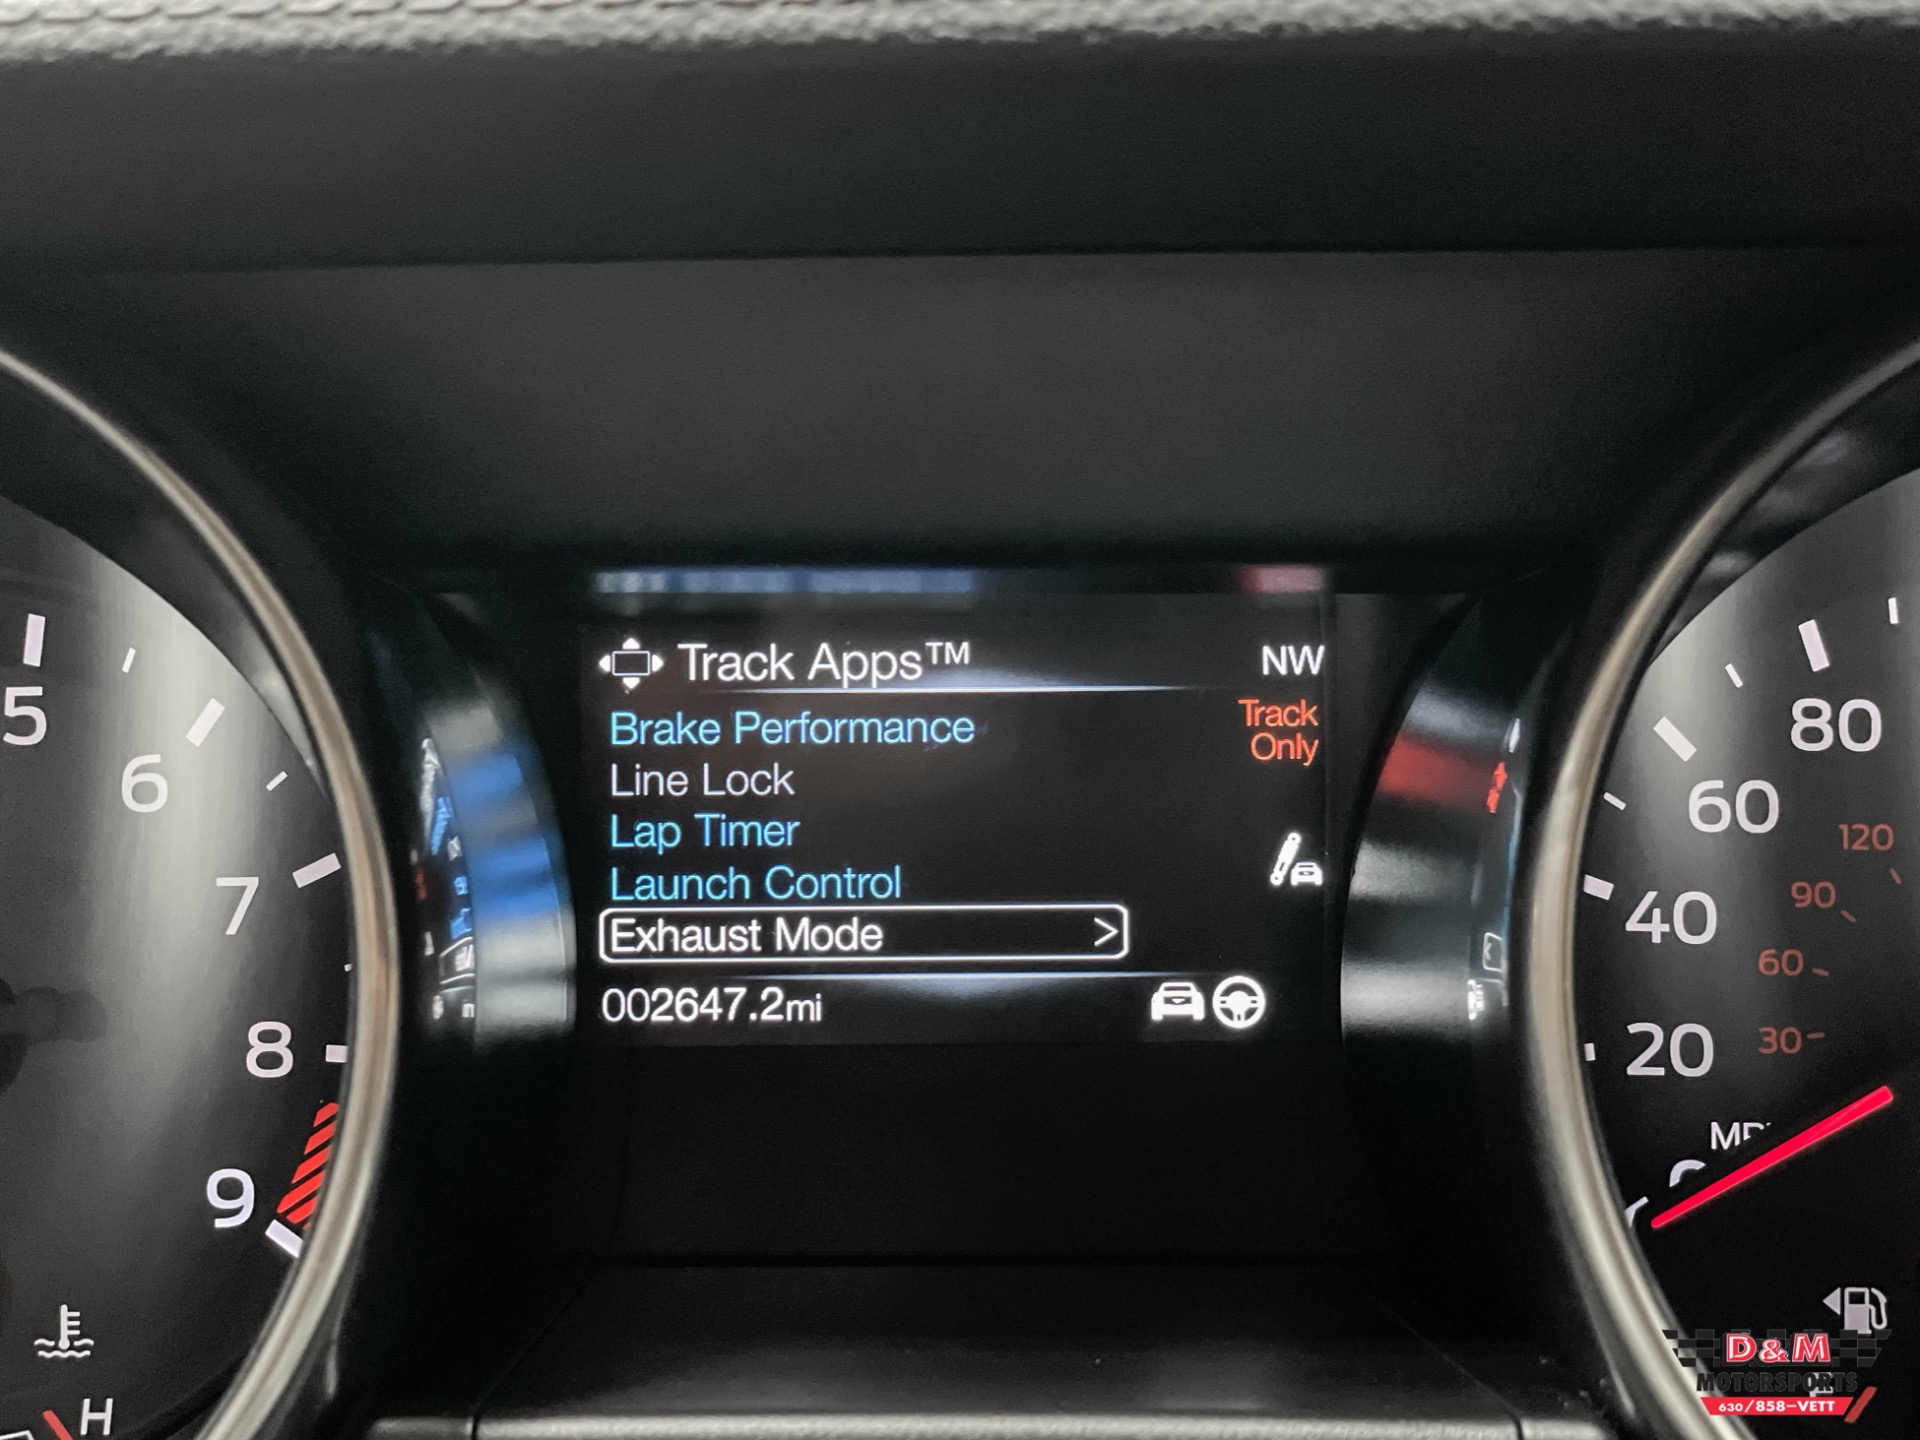 Track Apps™
NW
Brake Performance
Track
Only
Line Lock
Lap Timer
Launch Control
Exhaust Mode >
002647.2mi
5
6
7
8
9
H
80
60
40
20
120
90
60
30
D&M
MOTORSPORTS
630/858-VETT